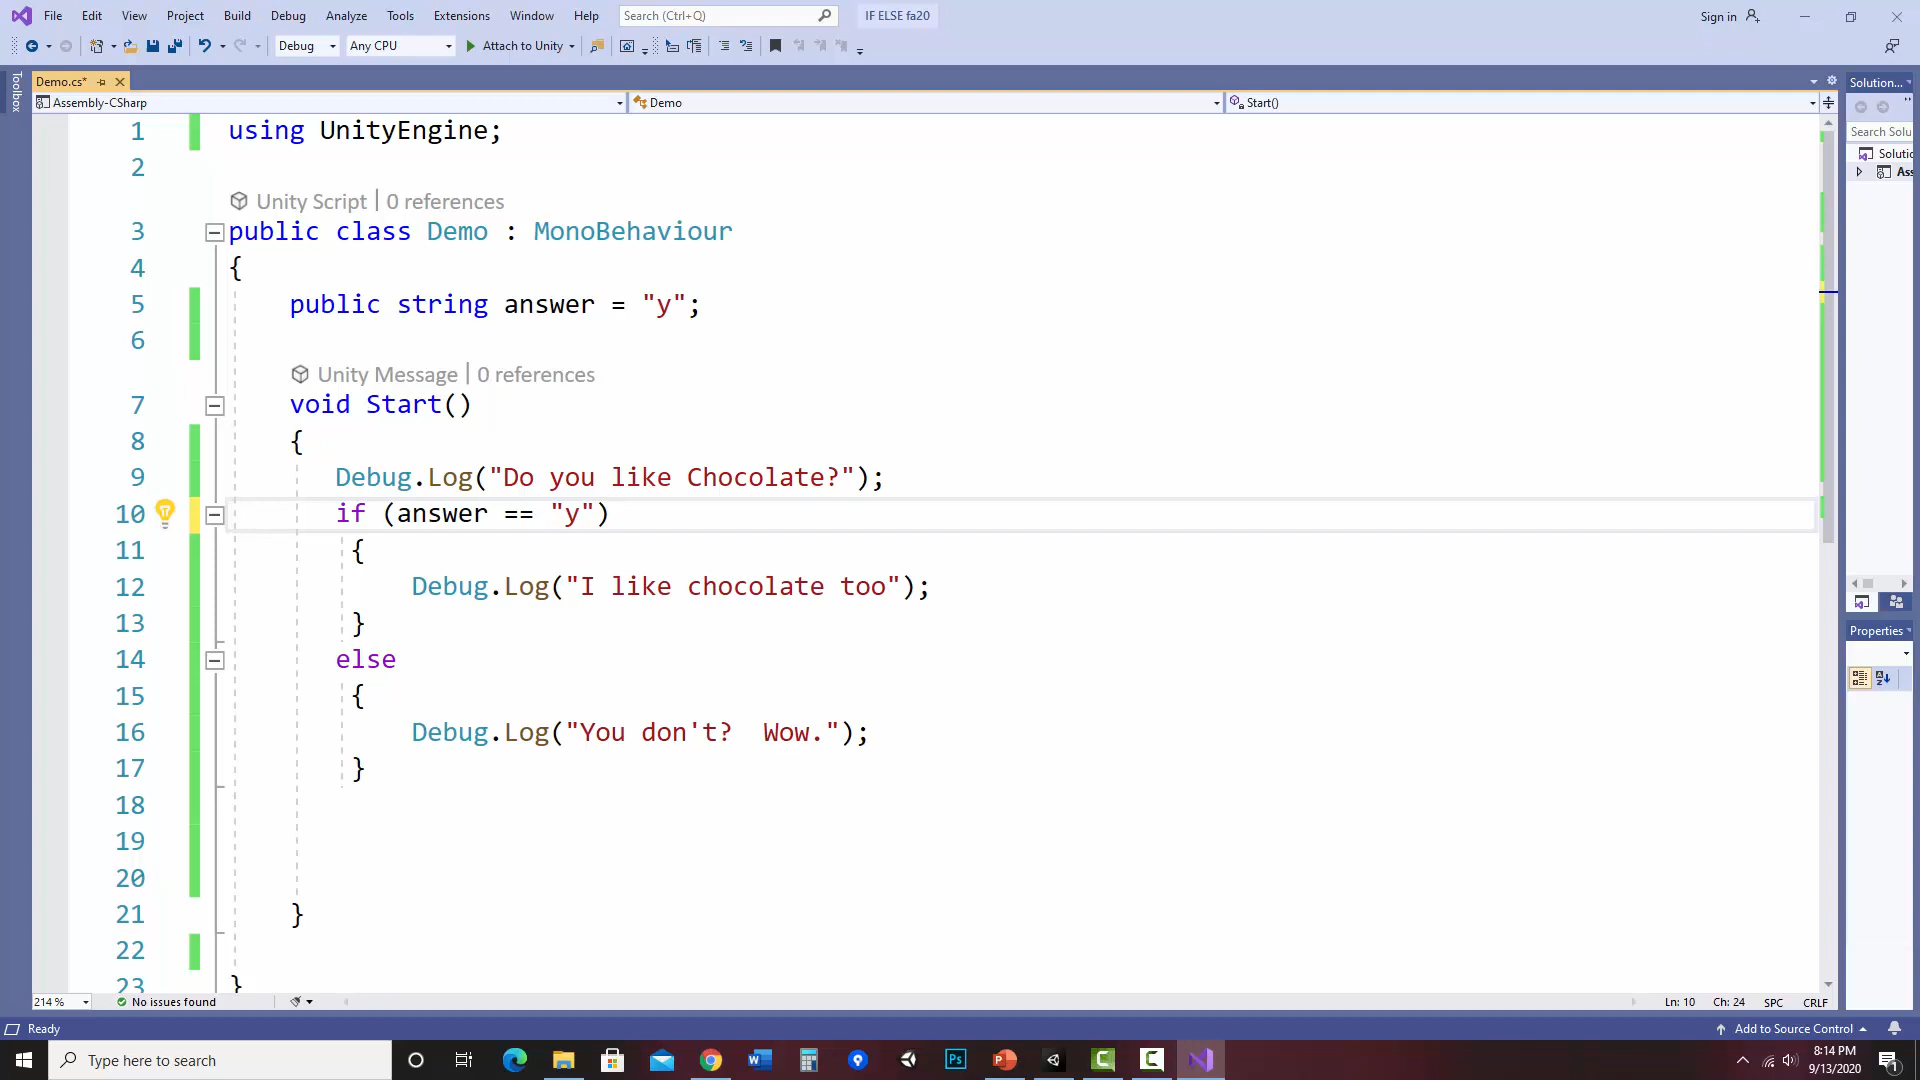 File Edit View Project Build Debug Analyze Tools Extensions Window Help Search (Ctrl+Q) IF ELSE fa20 Sign in
Debug Any CPU Attach to Unity
Toolbox
Demo.cs*
Solution...
Assembly-CSharp Demo Start()
Search Solu
Solutic
Ass
1 using UnityEngine;
2
Unity Script | 0 references
3 public class Demo : MonoBehaviour
4 {
5 public string answer = "y";
6
Unity Message | 0 references
7 void Start()
8 {
9 Debug.Log("Do you like Chocolate?");
10 if (answer == "y")
11 {
12 Debug.Log("I like chocolate too");
13 }
14 else
15 {
16 Debug.Log("You don't?  Wow.");
17 }
18
19
20
21 }
22
23 }
Properties
214 % No issues found Ln: 10 Ch: 24 SPC CRLF
Ready Add to Source Control
Type here to search
8:14 PM
9/13/2020
1